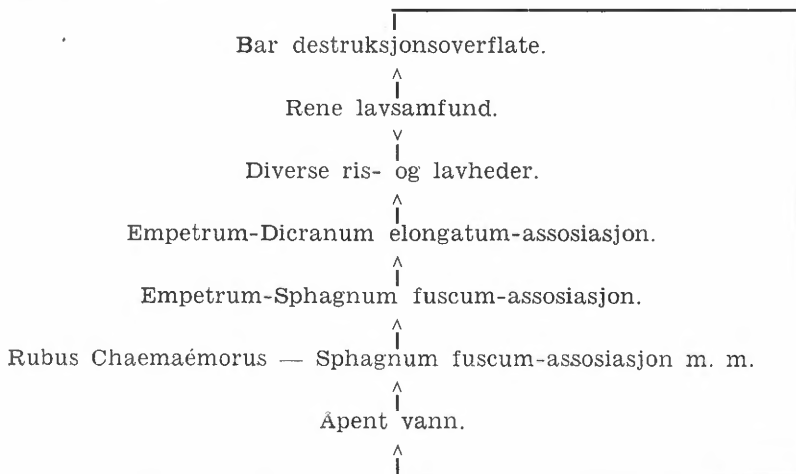 Bar destruksjonsoverflate.
Rene lavsamfund.
Diverse ris- og lavheder.
Empetrum-Dicranum elongatum-assosiasjon.
Empetrum-Sphagnum fuscum-assosiasjon.
Rubus Chaemaémorus — Sphagnum fuscum-assosiasjon m. m.
Åpent vann.